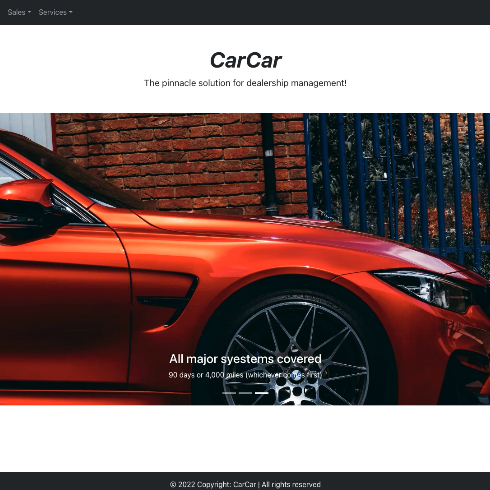 Sales Services
CarCar
The pinnacle solution for dealership management!
All major syestems covered
90 days or 4,000 miles (whichever comes first)
© 2022 Copyright: CarCar | All rights reserved